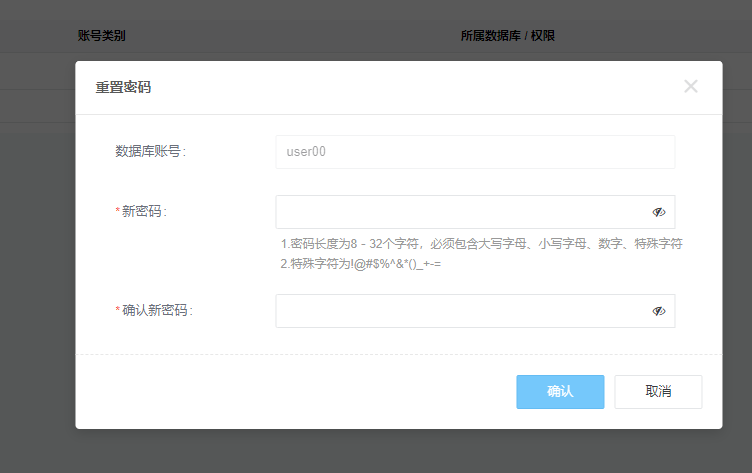 账号类别 所属数据库 / 权限
重置密码
数据库账号: user00
*新密码:
1.密码长度为8 - 32个字符，必须包含大写字母、小写字母、数字、特殊字符
2.特殊字符为!@#$%^&*()_+-=
*确认新密码:
确认 取消